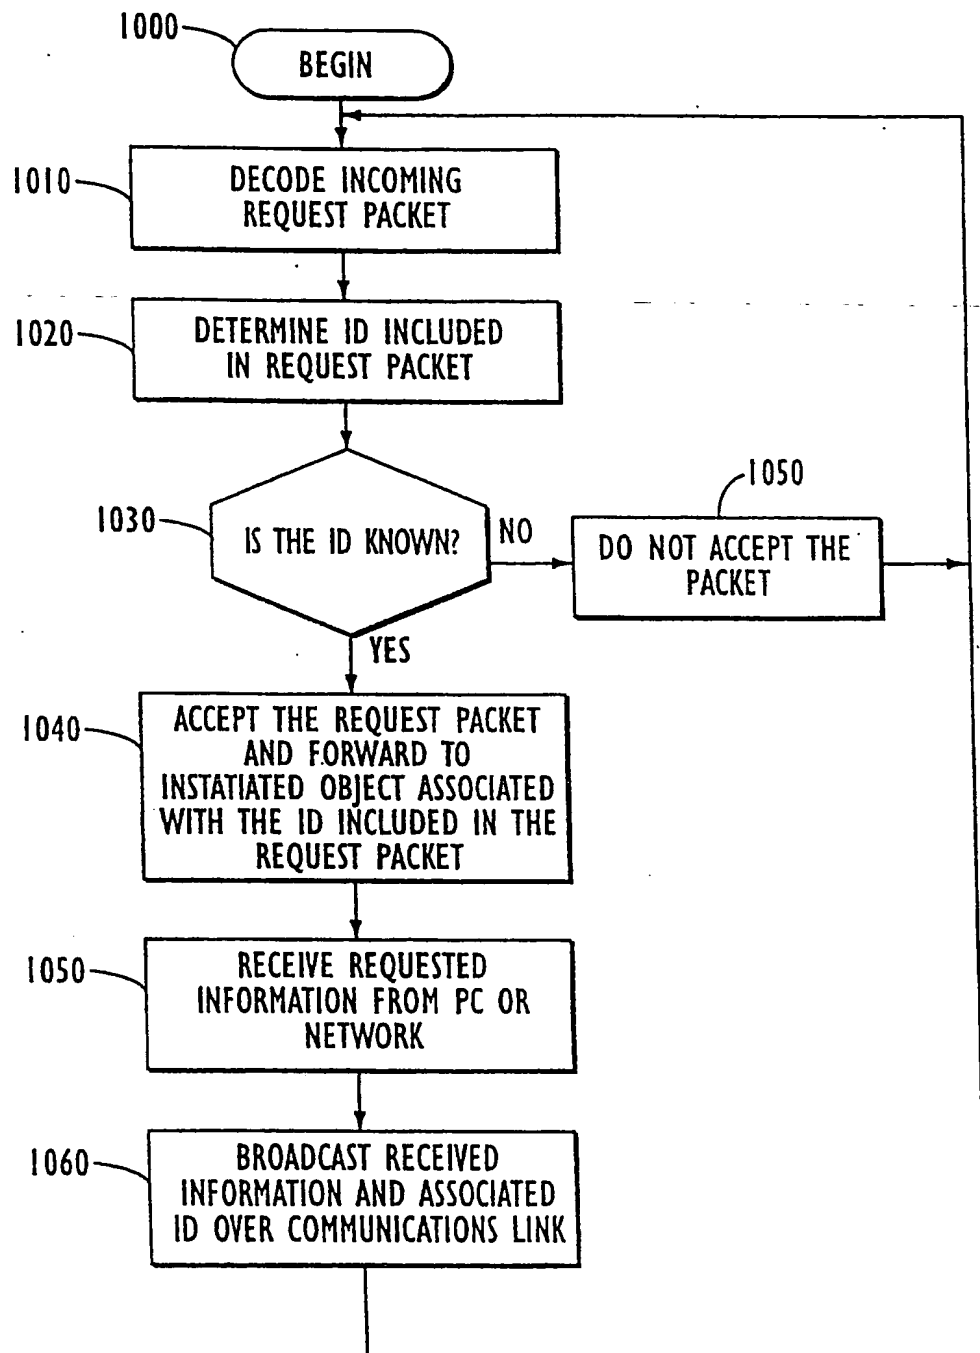 1000
BEGIN
1010
DECODE INCOMING
REQUEST PACKET
1020
DETERMINE ID INCLUDED
IN REQUEST PACKET
1030
IS THE ID KNOWN?
NO
1050
DO NOT ACCEPT THE
PACKET
YES
1040
ACCEPT THE REQUEST PACKET
AND FORWARD TO
INSTATIATED OBJECT ASSOCIATED
WITH THE ID INCLUDED IN THE
REQUEST PACKET
1050
RECEIVE REQUESTED
INFORMATION FROM PC OR
NETWORK
1060
BROADCAST RECEIVED
INFORMATION AND ASSOCIATED
ID OVER COMMUNICATIONS LINK